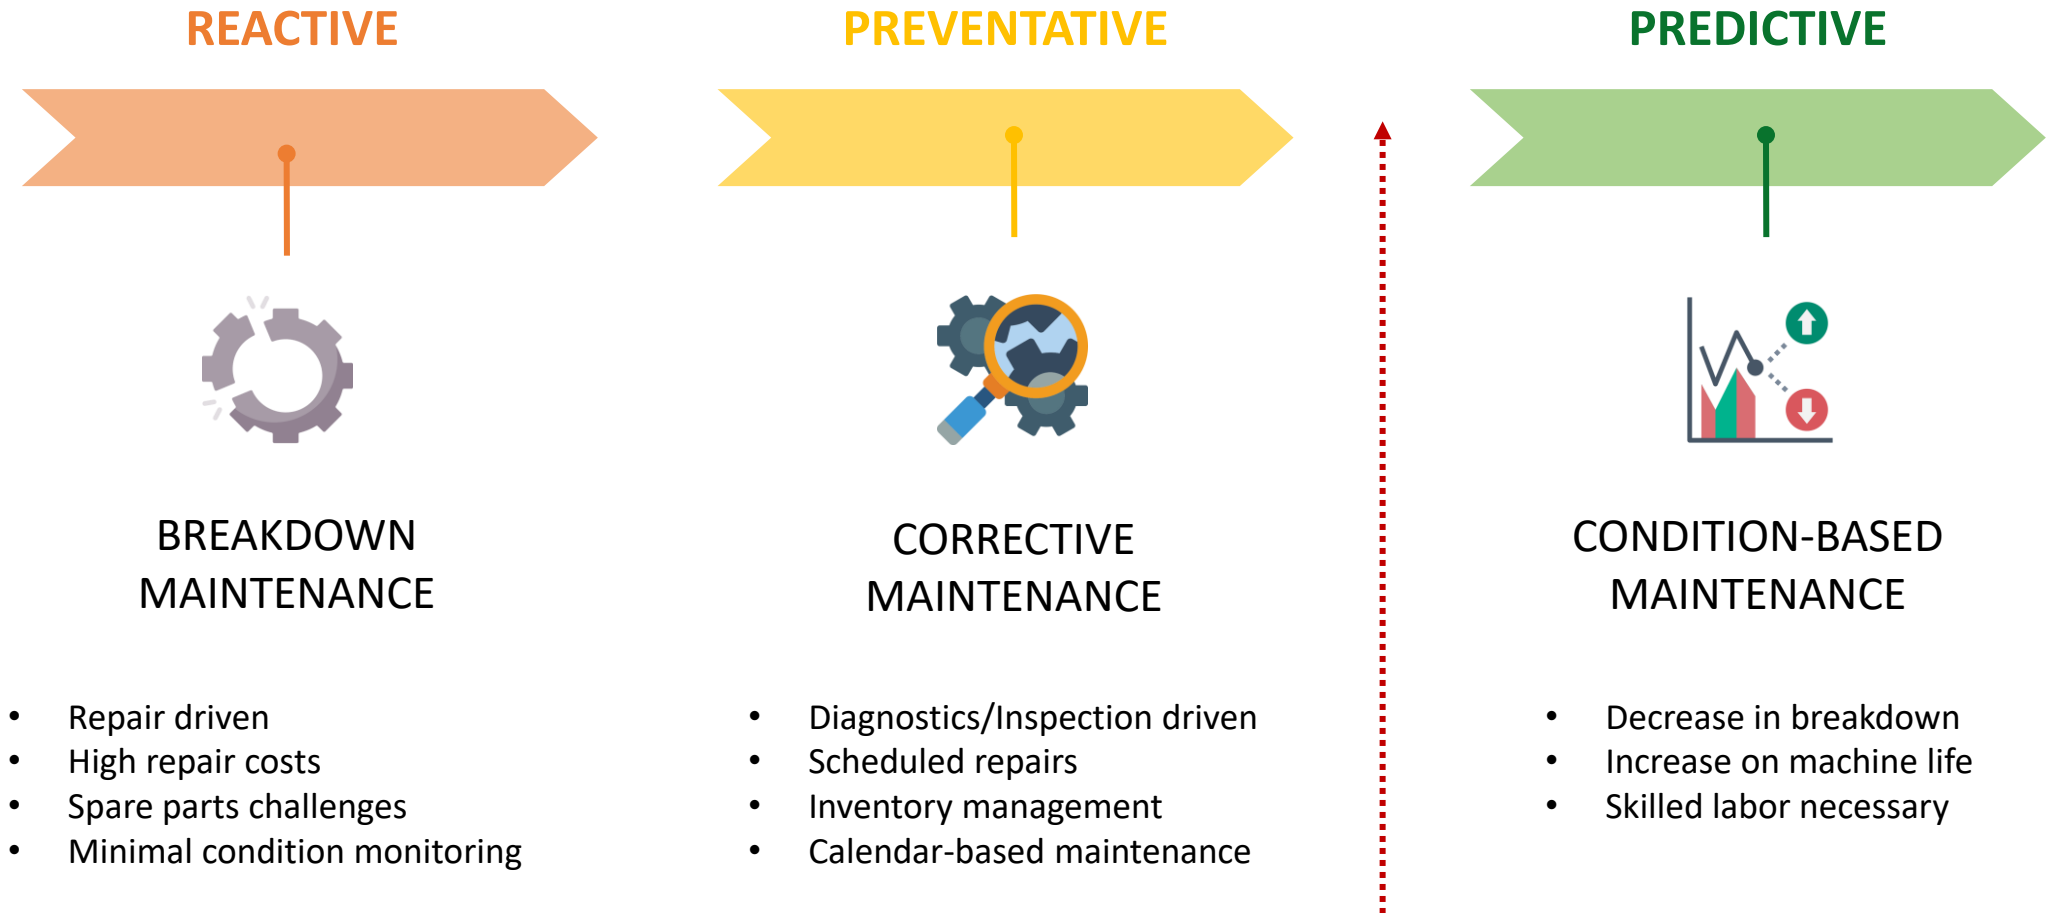 REACTIVE
PREVENTATIVE
PREDICTIVE
BREAKDOWN
MAINTENANCE
CORRECTIVE
MAINTENANCE
CONDITION-BASED
MAINTENANCE
• Repair driven
• High repair costs
• Spare parts challenges
• Minimal condition monitoring
• Diagnostics/Inspection driven
• Scheduled repairs
• Inventory management
• Calendar-based maintenance
• Decrease in breakdown
• Increase on machine life
• Skilled labor necessary